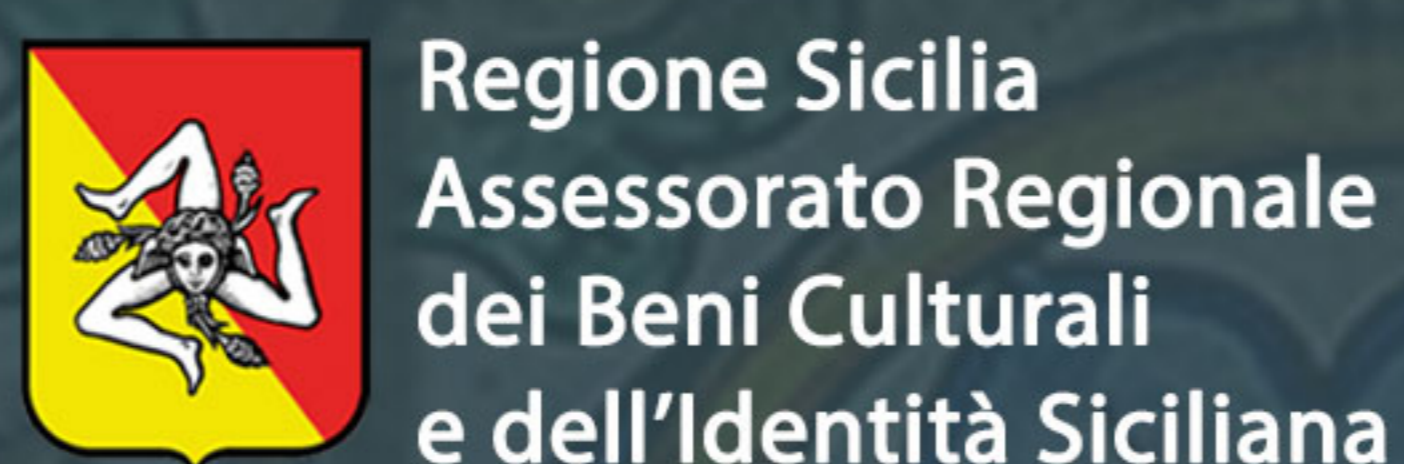 Regione Sicilia
Assessorato Regionale
dei Beni Culturali
e dell'Identità Siciliana